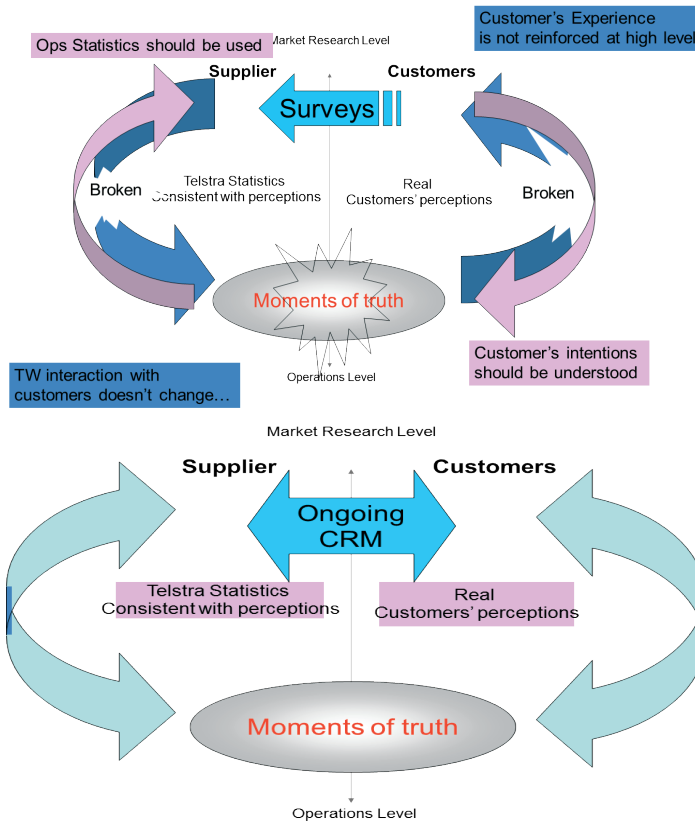 Customer's Experience
is not reinforced at high level
Ops Statistics should be used
Market Research Level
Supplier
Customers
Surveys
Broken
Telstra Statistics
Consistent with perceptions
Real
Customers' perceptions
Broken
Moments of truth
Customer's intentions
should be understood
TW interaction with
customers doesn't change…
Operations Level
Market Research Level
Supplier
Customers
Ongoing
CRM
Telstra Statistics
Consistent with perceptions
Real
Customers' perceptions
Moments of truth
Operations Level